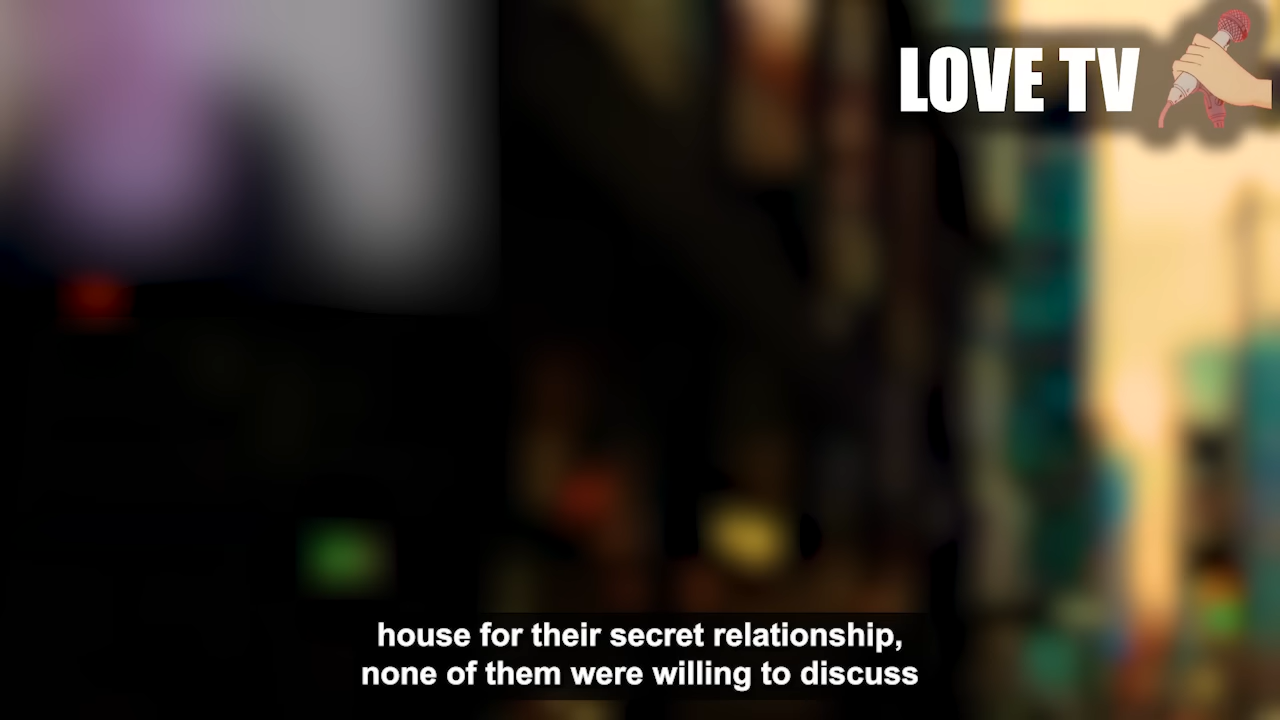 LOVE TV
house for their secret relationship,
none of them were willing to discuss